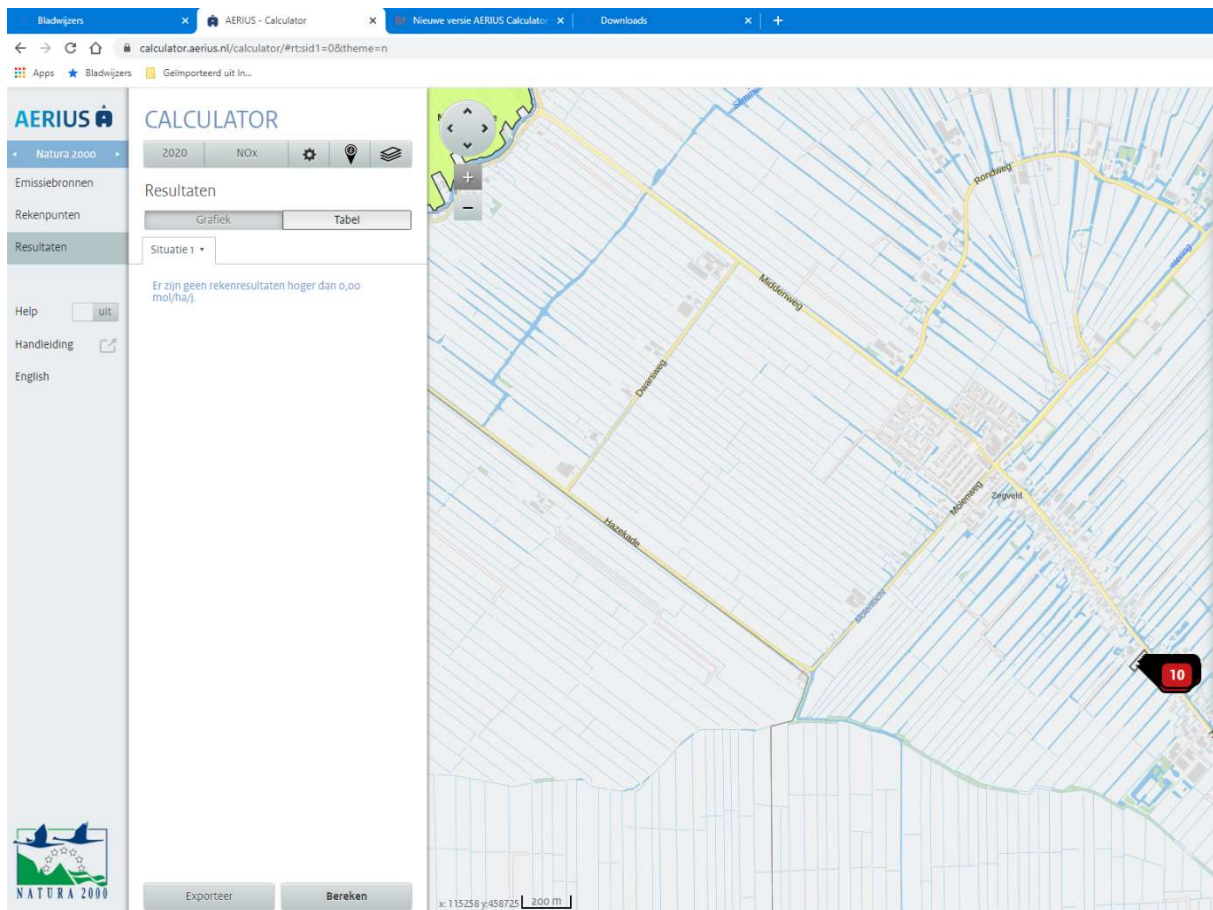 Bladwijzers
AERIUS - Calculator
Nieuwe versie AERIUS Calculator
Downloads
calculator.aerius.nl/calculator/#rt:sid1=0&theme=n
Apps
Bladwijzers
Geïmporteerd uit In...
AERIUS
Natura 2000
Emissiebronnen
Rekenpunten
Resultaten
Help
uit
Handleiding
English
NATURA 2000
CALCULATOR
2020
NOx
Resultaten
Grafiek
Tabel
Situatie 1
Er zijn geen rekenresultaten hoger dan 0,00
mol/ha/j.
Exporteer
Bereken
Rondweg
Middenweg
Dwarsweg
Hazekade
Molenweg
Zegveld
Molentocht
10
x: 115258 y:458725
200 m